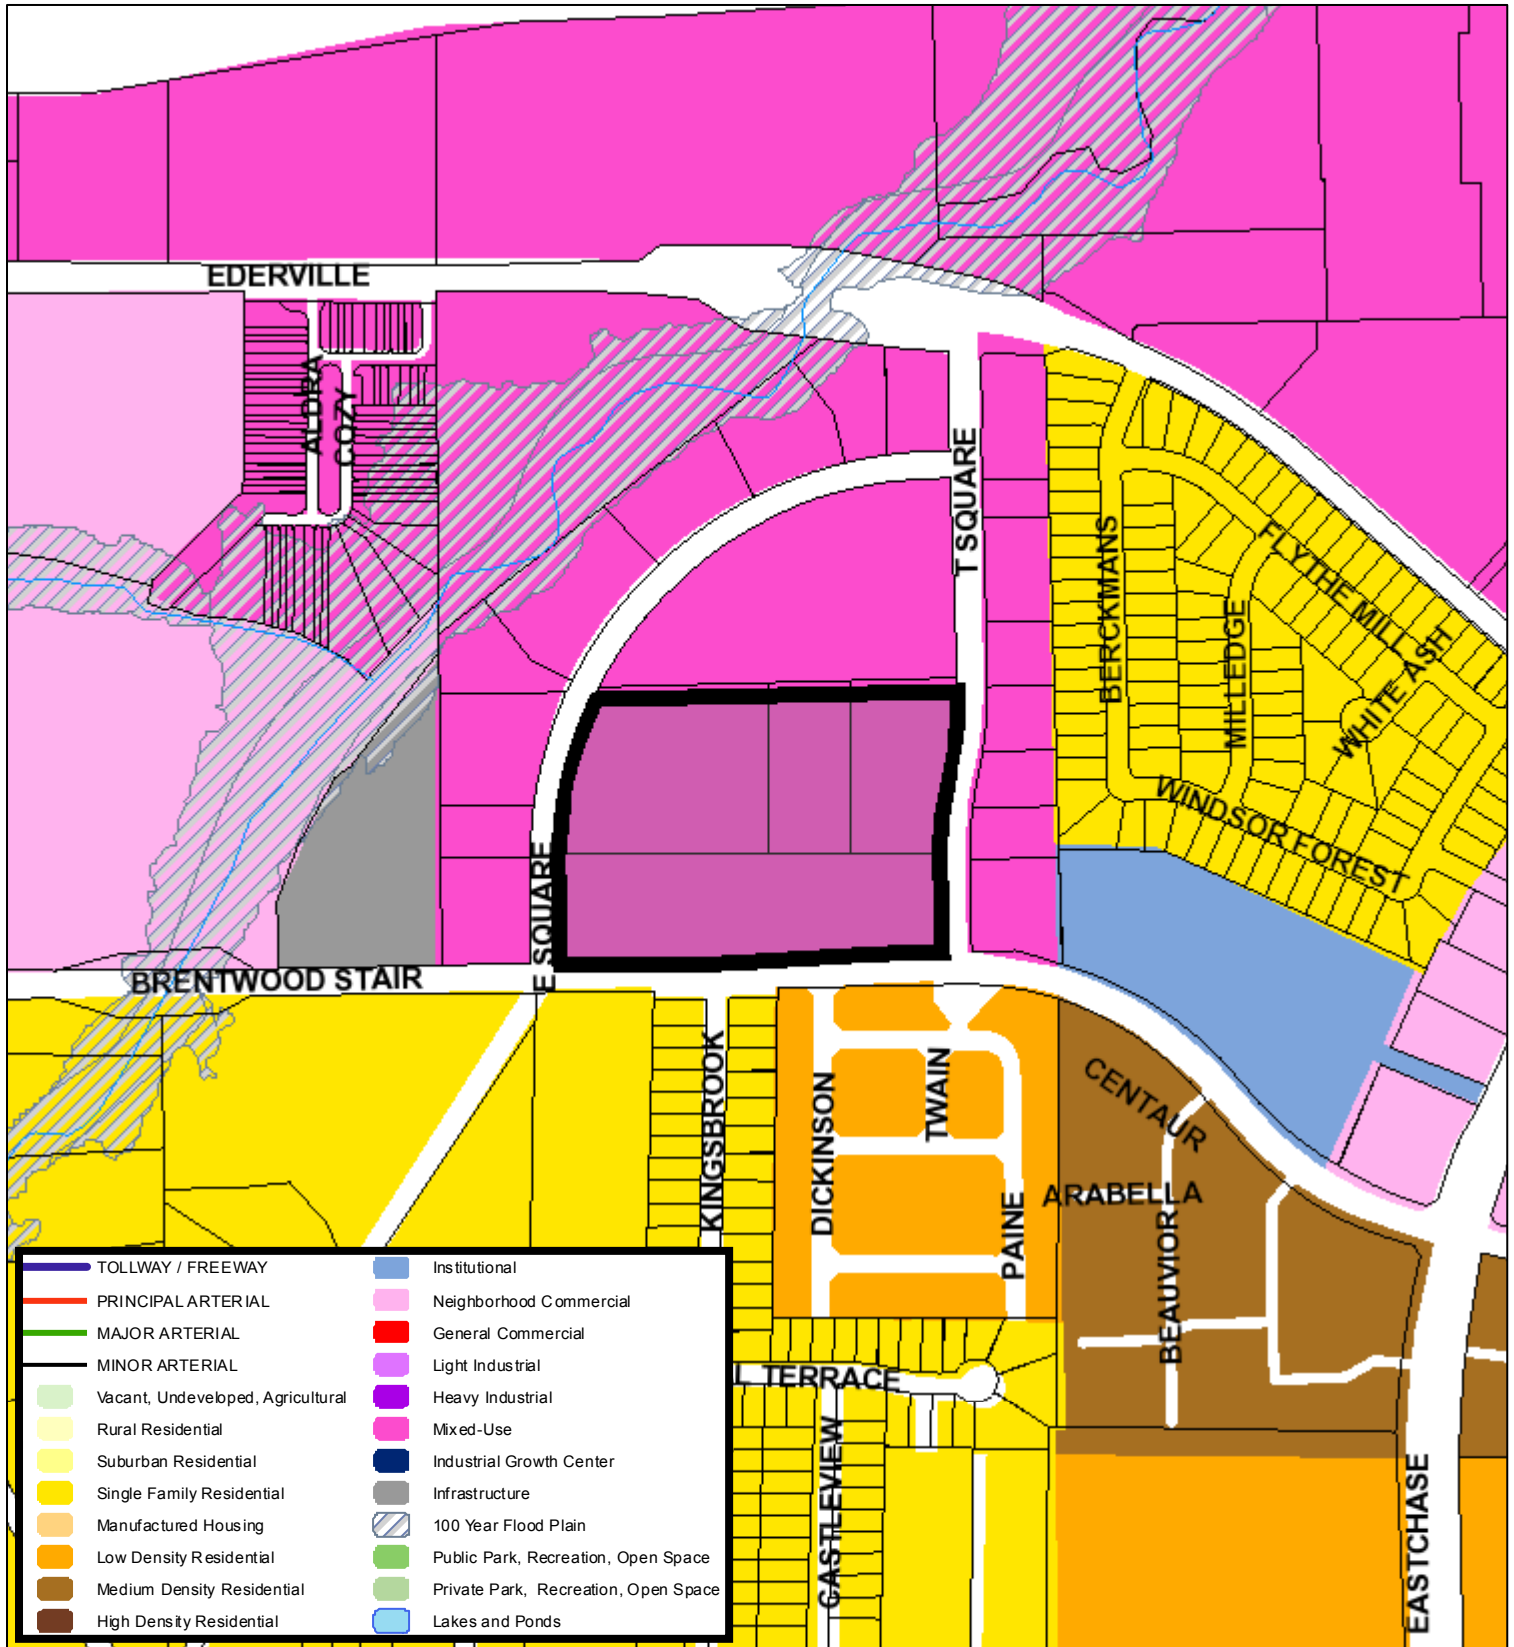 EDERVILLE
ALDRA
COZY
T SQUARE
BERCKMANS
FLYTHE MILL
MILLEDGE
WHITE ASH
WINDSOR FOREST
E SQUARE
BRENTWOOD STAIR
KINGSBROOK
DICKINSON
TWAIN
PAINE
CENTAUR
ARABELLA
BEAUVIOR
L TERRACE
CASTLEVIEW
EASTCHASE
TOLLWAY / FREEWAY
PRINCIPAL ARTERIAL
MAJOR ARTERIAL
MINOR ARTERIAL
Vacant, Undeveloped, Agricultural
Rural Residential
Suburban Residential
Single Family Residential
Manufactured Housing
Low Density Residential
Medium Density Residential
High Density Residential
Institutional
Neighborhood Commercial
General Commercial
Light Industrial
Heavy Industrial
Mixed-Use
Industrial Growth Center
Infrastructure
100 Year Flood Plain
Public Park, Recreation, Open Space
Private Park, Recreation, Open Space
Lakes and Ponds